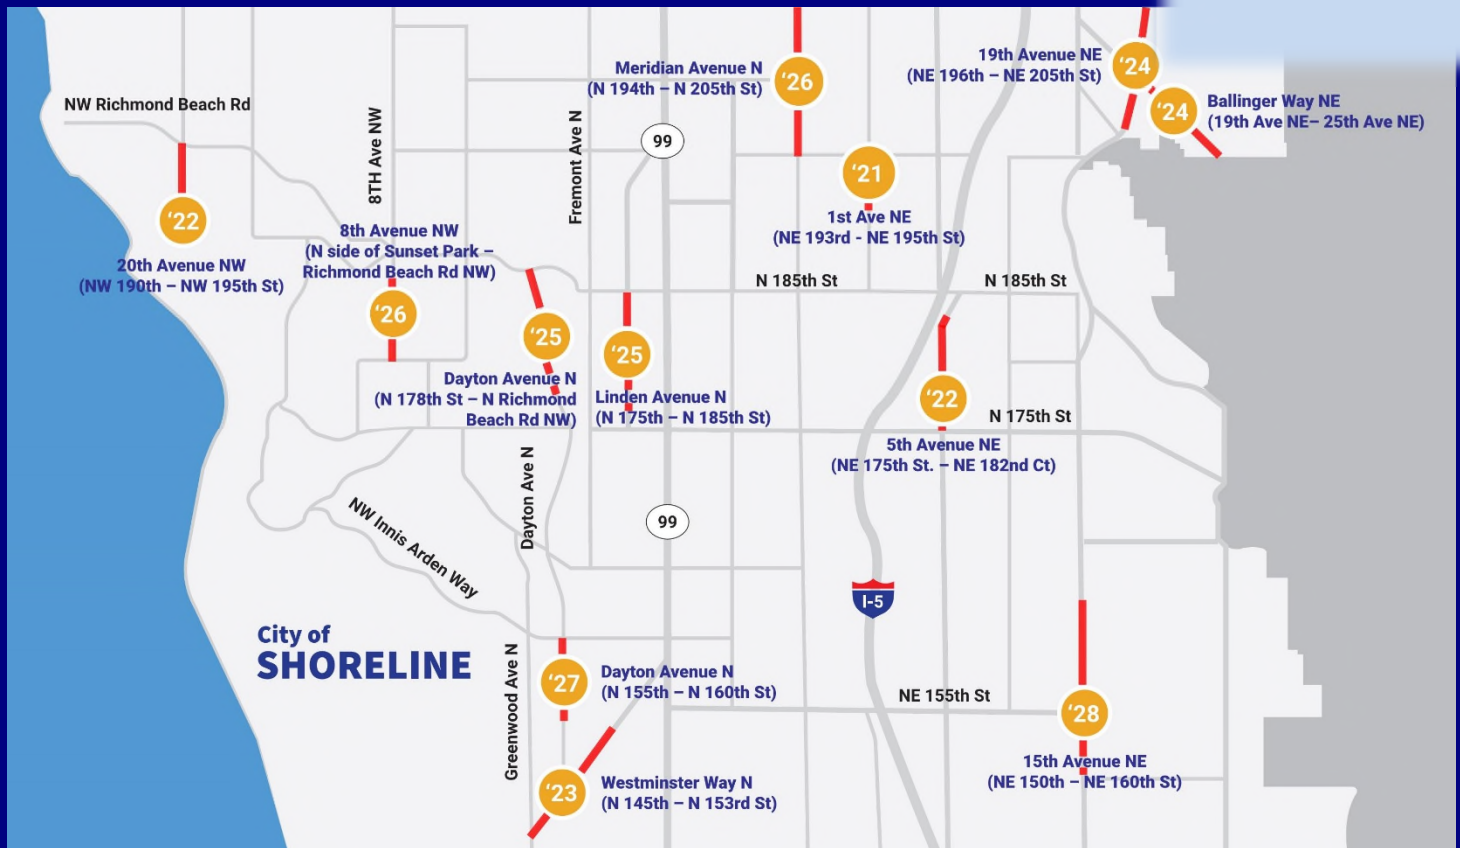 Meridian Avenue N
(N 194th – N 205th St)
‘26
19th Avenue NE
(NE 196th – NE 205th St)
‘24
‘24
Ballinger Way NE
(19th Ave NE– 25th Ave NE)
NW Richmond Beach Rd
8TH Ave NW
Fremont Ave N
99
‘21
1st Ave NE
(NE 193rd - NE 195th St)
‘22
20th Avenue NW
(NW 190th – NW 195th St)
8th Avenue NW
(N side of Sunset Park –
Richmond Beach Rd NW)
‘26
N 185th St
N 185th St
‘25
Dayton Avenue N
(N 178th St – N Richmond
Beach Rd NW)
‘25
Linden Avenue N
(N 175th – N 185th St)
‘22
5th Avenue NE
(NE 175th St. – NE 182nd Ct)
N 175th St
Dayton Ave N
99
NW Innis Arden Way
I-5
City of
SHORELINE
Greenwood Ave N
‘27
Dayton Avenue N
(N 155th – N 160th St)
NE 155th St
‘28
15th Avenue NE
(NE 150th – NE 160th St)
‘23
Westminster Way N
(N 145th – N 153rd St)